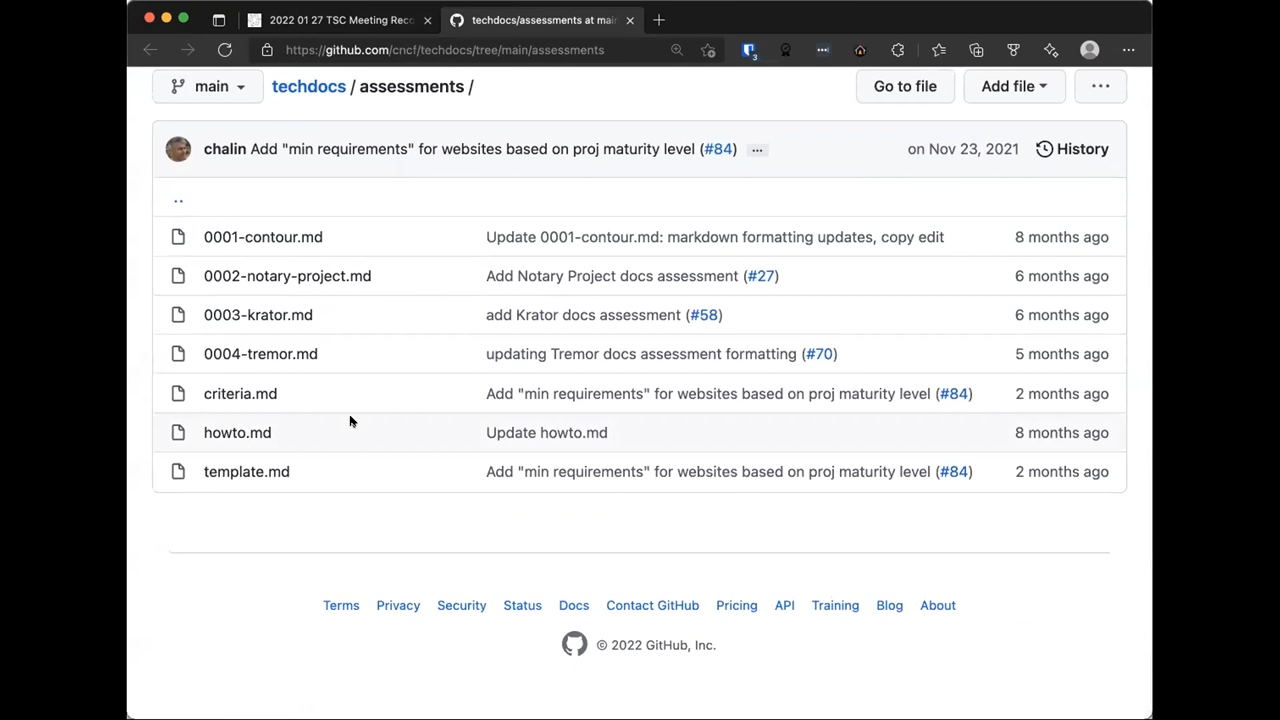 2022 01 27 TSC Meeting Reco
techdocs/assessments at mai
https://github.com/cncf/techdocs/tree/main/assessments
3
main
techdocs / assessments /
Go to file
Add file
chalin Add "min requirements" for websites based on proj maturity level (#84) ...
on Nov 23, 2021
History
..
0001-contour.md Update 0001-contour.md: markdown formatting updates, copy edit 8 months ago
0002-notary-project.md Add Notary Project docs assessment (#27) 6 months ago
0003-krator.md add Krator docs assessment (#58) 6 months ago
0004-tremor.md updating Tremor docs assessment formatting (#70) 5 months ago
criteria.md Add "min requirements" for websites based on proj maturity level (#84) 2 months ago
howto.md Update howto.md 8 months ago
template.md Add "min requirements" for websites based on proj maturity level (#84) 2 months ago
Terms Privacy Security Status Docs Contact GitHub Pricing API Training Blog About
© 2022 GitHub, Inc.